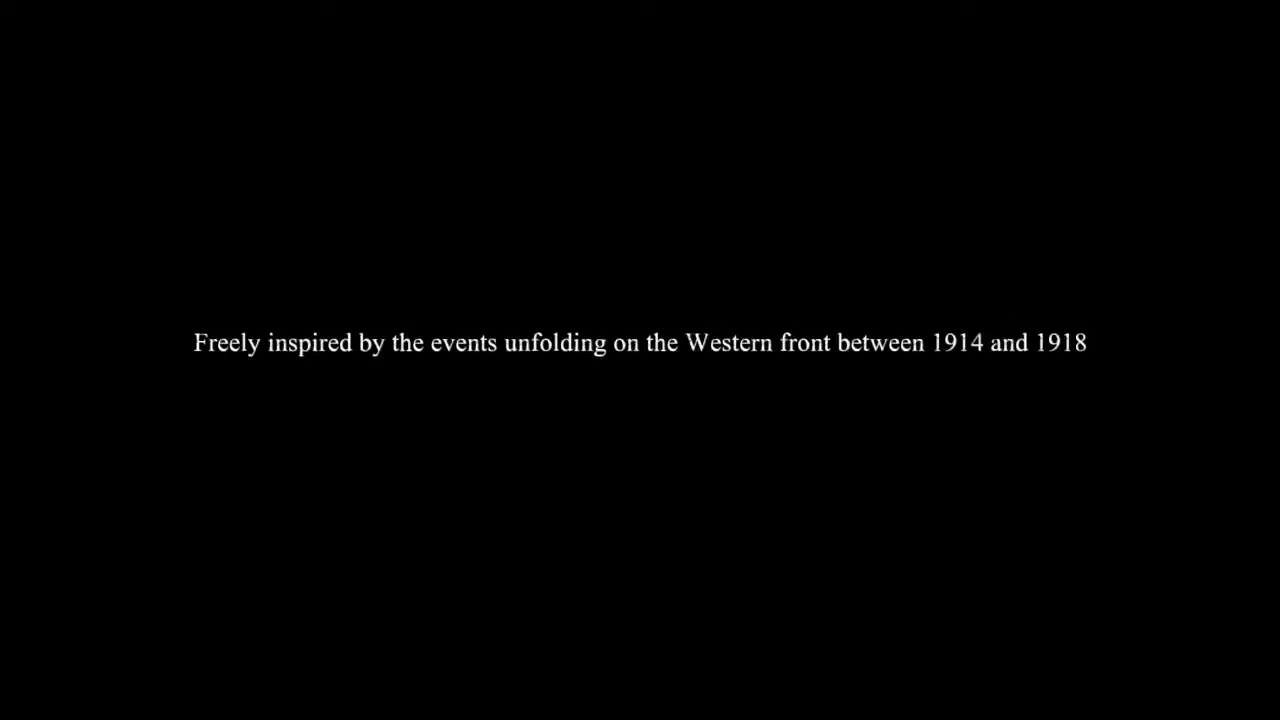 Freely inspired by the events unfolding on the Western front between 1914 and 1918